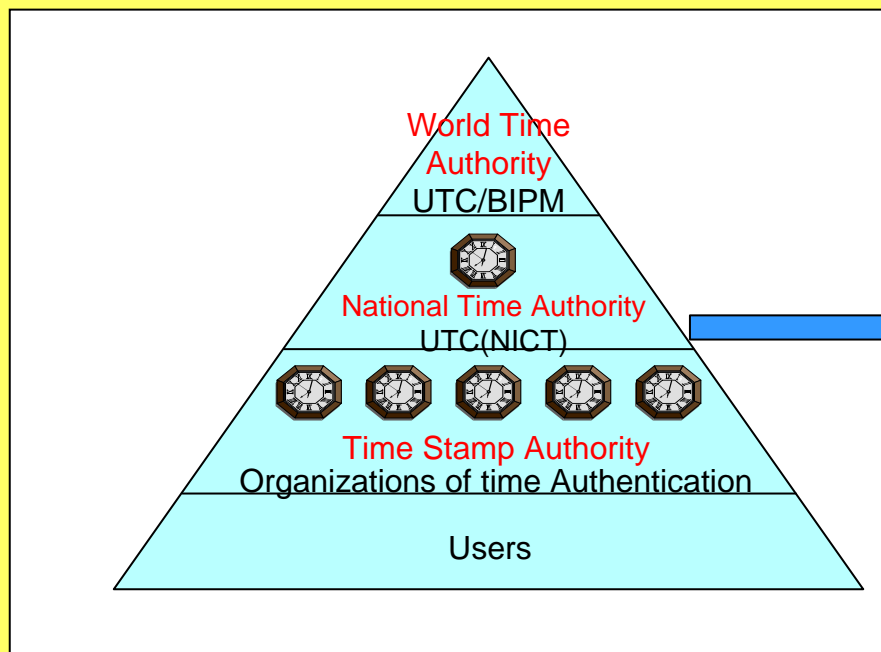 World Time
Authority
UTC/BIPM
National Time Authority
UTC(NICT)
Time Stamp Authority
Organizations of time Authentication
Users